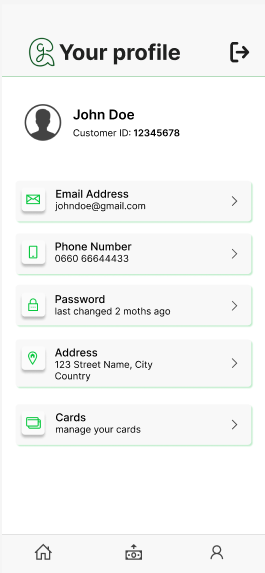 Your profile
John Doe
Customer ID: 12345678
Email Address
johndoe@gmail.com
Phone Number
0660 66644433
Password
last changed 2 moths ago
Address
123 Street Name, City
Country
Cards
manage your cards